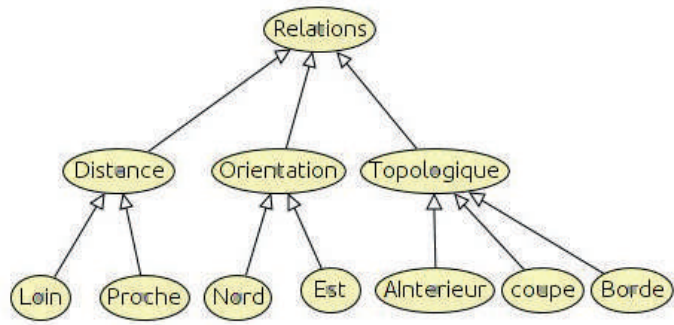 Relations
Distance Orientation Topologique
Loin Proche Nord Est AInterieur coupe Borde